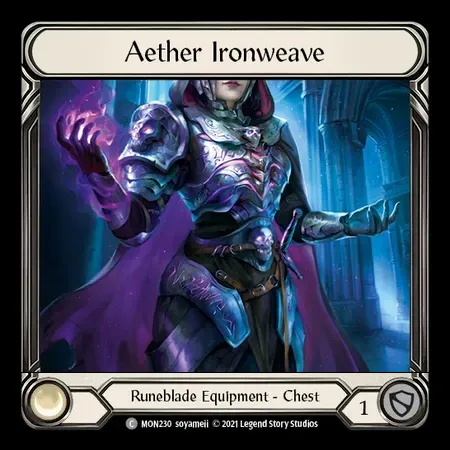 Aether Ironweave
Runeblade Equipment - Chest
1
C MON230 soyameii © 2021 Legend Story Studios